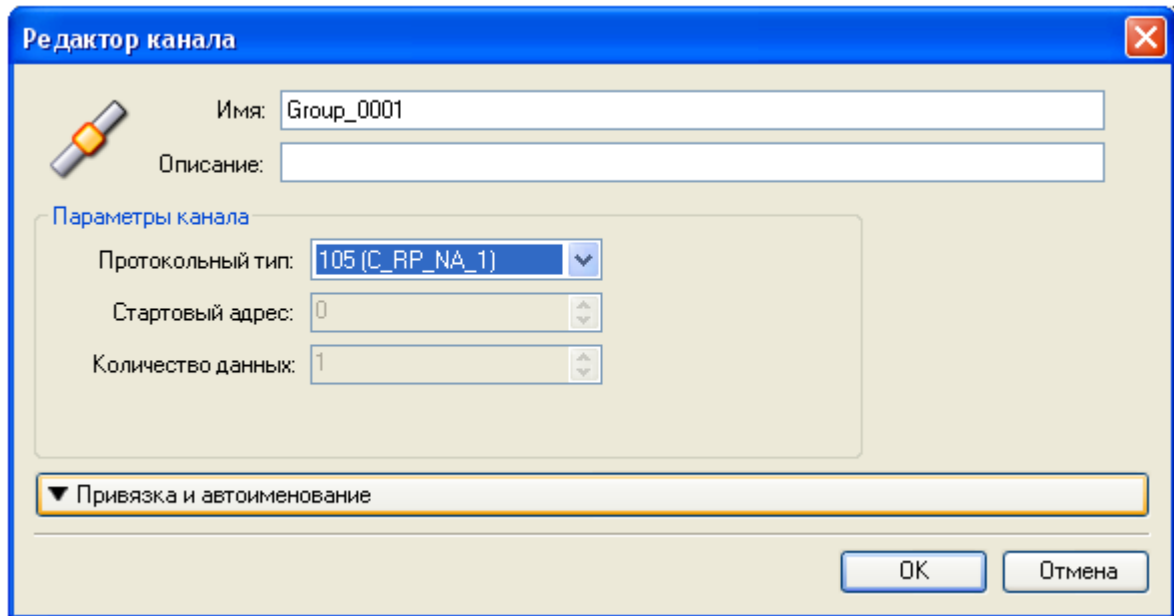 Редактор канала
Имя: Group_0001
Описание:
Параметры канала
Протокольный тип: 105 (C_RP_NA_1)
Стартовый адрес: 0
Количество данных: 1
Привязка и автоименование
OK Отмена